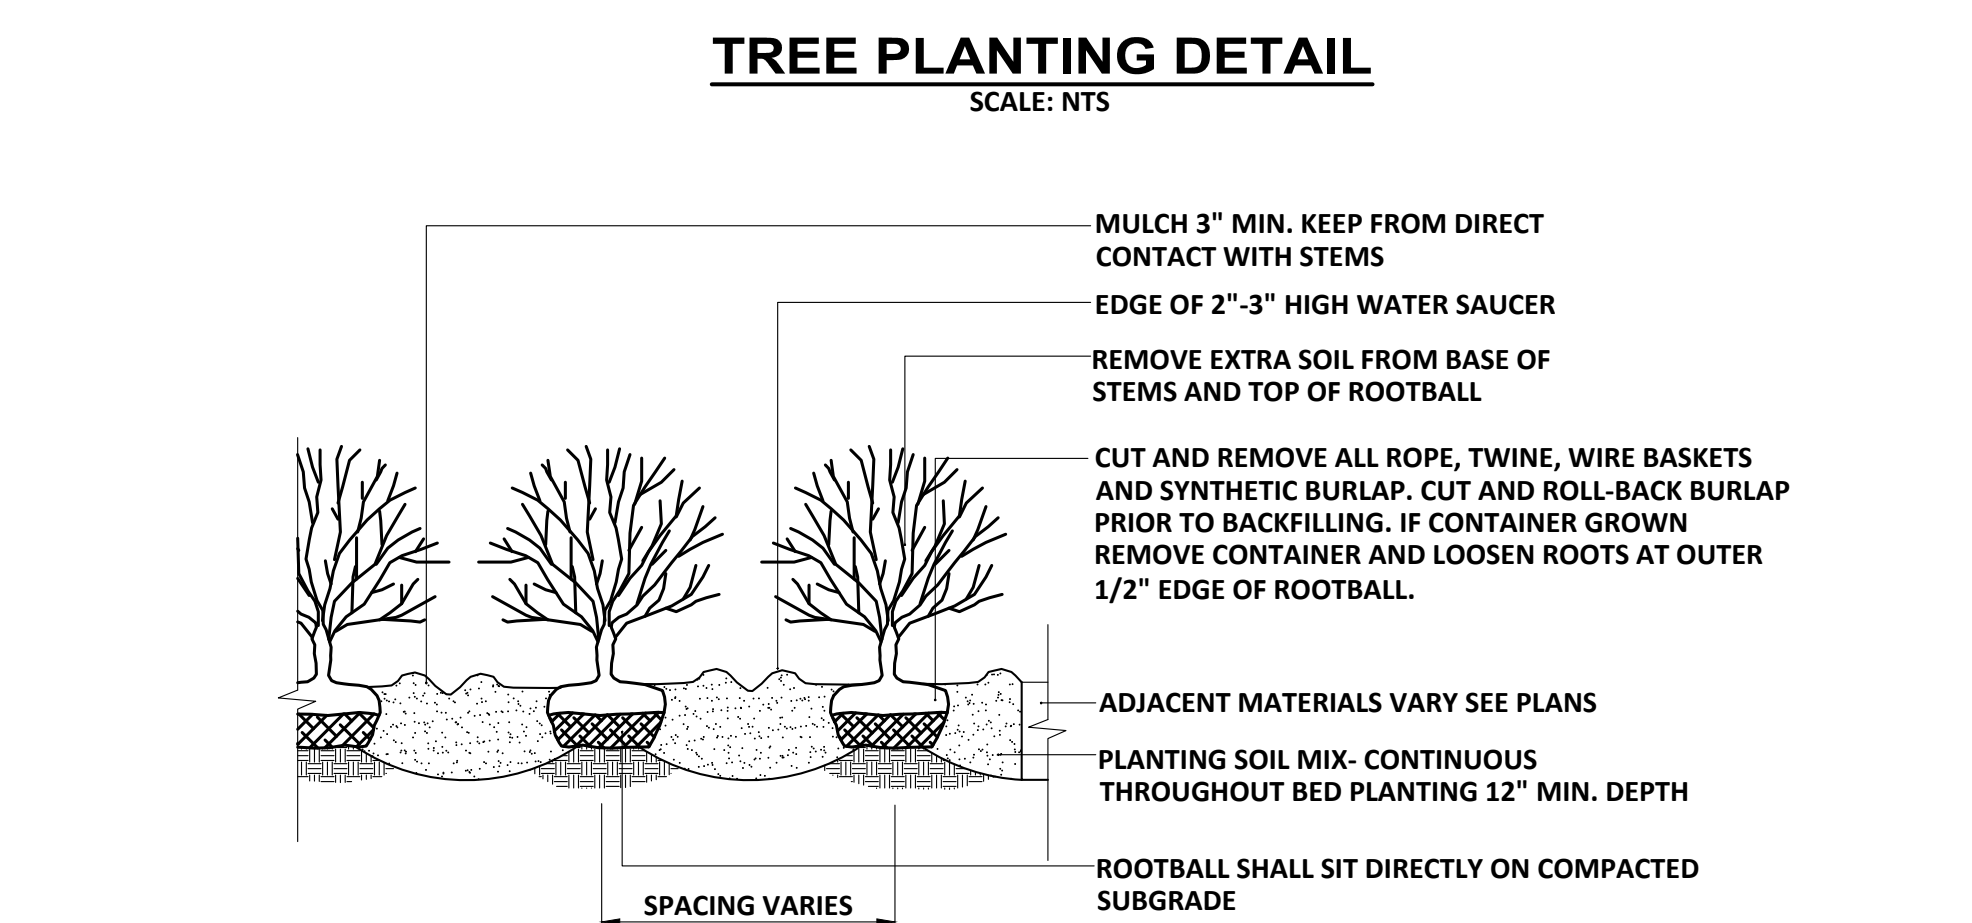 TREE PLANTING DETAIL
SCALE: NTS
MULCH 3" MIN. KEEP FROM DIRECT
CONTACT WITH STEMS
EDGE OF 2"-3" HIGH WATER SAUCER
REMOVE EXTRA SOIL FROM BASE OF
STEMS AND TOP OF ROOTBALL
CUT AND REMOVE ALL ROPE, TWINE, WIRE BASKETS
AND SYNTHETIC BURLAP. CUT AND ROLL-BACK BURLAP
PRIOR TO BACKFILLING. IF CONTAINER GROWN
REMOVE CONTAINER AND LOOSEN ROOTS AT OUTER
1/2" EDGE OF ROOTBALL.
ADJACENT MATERIALS VARY SEE PLANS
PLANTING SOIL MIX- CONTINUOUS
THROUGHOUT BED PLANTING 12" MIN. DEPTH
ROOTBALL SHALL SIT DIRECTLY ON COMPACTED
SUBGRADE
SPACING VARIES